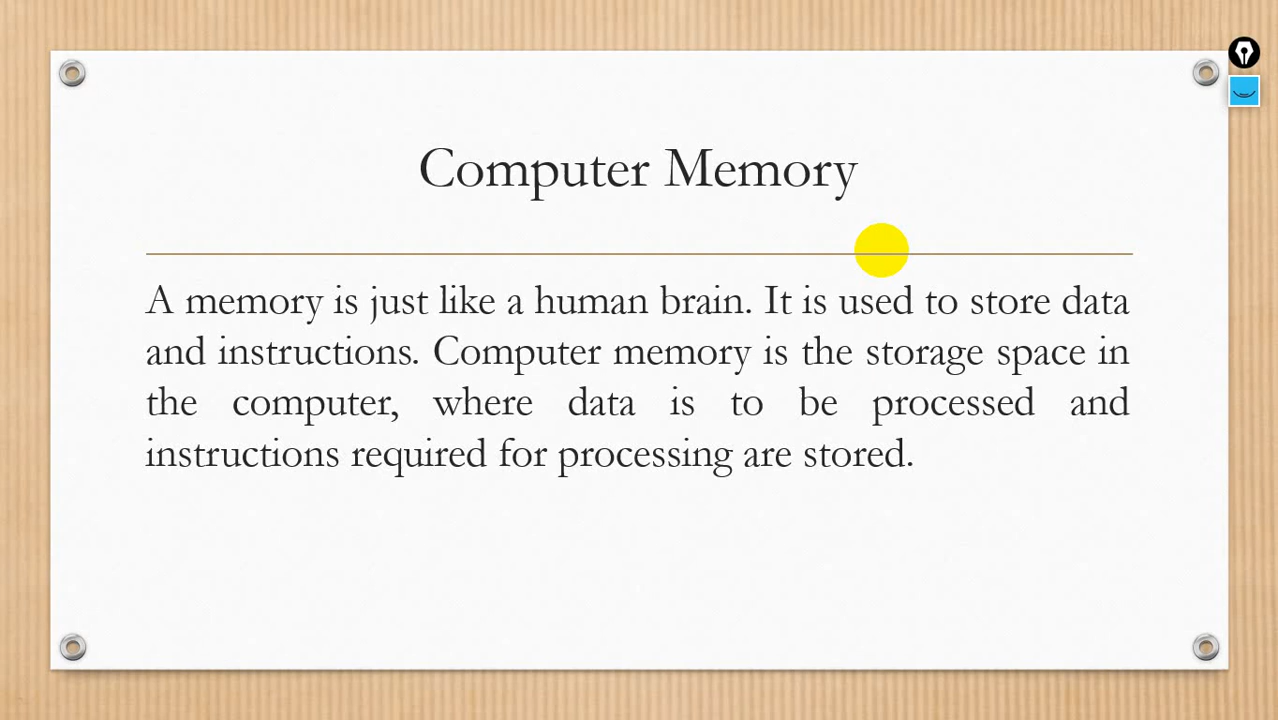 Computer Memory
A memory is just like a human brain. It is used to store data
and instructions. Computer memory is the storage space in
the computer, where data is to be processed and
instructions required for processing are stored.